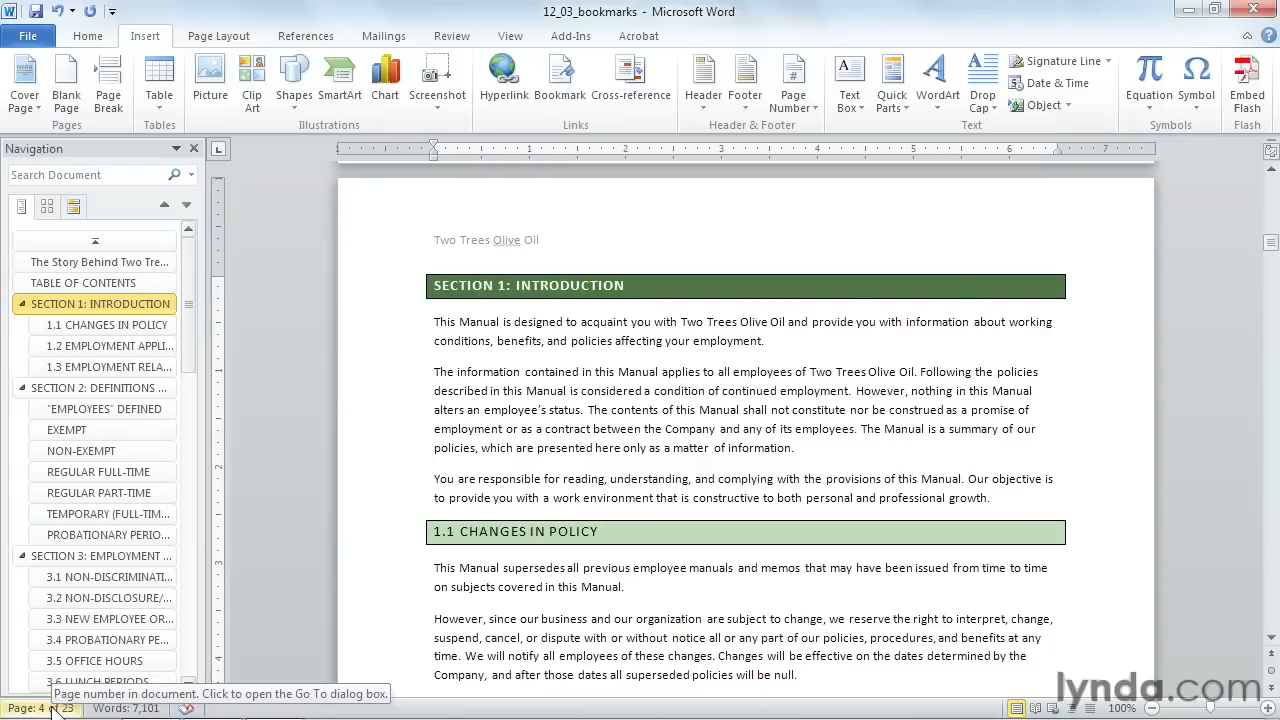 12_03_bookmarks - Microsoft Word
File Home Insert Page Layout References Mailings Review View Add-Ins Acrobat
Cover Page
Blank Page
Page Break
Table
Picture
Clip Art
Shapes
SmartArt
Chart
Screenshot
Hyperlink
Bookmark
Cross-reference
Header
Footer
Page Number
Text Box
Quick Parts
WordArt
Drop Cap
Signature Line
Date & Time
Object
Equation
Symbol
Embed Flash
Pages Tables Illustrations Links Header & Footer Text Symbols Flash
Navigation
Search Document
The Story Behind Two Tre...
TABLE OF CONTENTS
SECTION 1: INTRODUCTION
1.1 CHANGES IN POLICY
1.2 EMPLOYMENT APPLI...
1.3 EMPLOYMENT RELA...
SECTION 2: DEFINITIONS ...
"EMPLOYEES" DEFINED
EXEMPT
NON-EXEMPT
REGULAR FULL-TIME
REGULAR PART-TIME
TEMPORARY (FULL-TIM...
PROBATIONARY PERIO...
SECTION 3: EMPLOYMENT ...
3.1 NON-DISCRIMINATI...
3.2 NON-DISCLOSURE/...
3.3 NEW EMPLOYEE OR...
3.4 PROBATIONARY PE...
3.5 OFFICE HOURS
3.6 LUNCH PERIODS
1 1 2 3 4 5 6 7
2
3
4
Two Trees Olive Oil
SECTION 1: INTRODUCTION
This Manual is designed to acquaint you with Two Trees Olive Oil and provide you with information about working
conditions, benefits, and policies affecting your employment.
The information contained in this Manual applies to all employees of Two Trees Olive Oil. Following the policies
described in this Manual is considered a condition of continued employment. However, nothing in this Manual
alters an employee's status. The contents of this Manual shall not constitute nor be construed as a promise of
employment or as a contract between the Company and any of its employees. The Manual is a summary of our
policies, which are presented here only as a matter of information.
You are responsible for reading, understanding, and complying with the provisions of this Manual. Our objective is
to provide you with a work environment that is constructive to both personal and professional growth.
1.1 CHANGES IN POLICY
This Manual supersedes all previous employee manuals and memos that may have been issued from time to time
on subjects covered in this Manual.
However, since our business and our organization are subject to change, we reserve the right to interpret, change,
suspend, cancel, or dispute with or without notice all or any part of our policies, procedures, and benefits at any
time. We will notify all employees of these changes. Changes will be effective on the dates determined by the
Company, and after those dates all superseded policies will be null.
Page number in document. Click to open the Go To dialog box.
Page: 4 of 23 Words: 7,101
100%
lynda.com